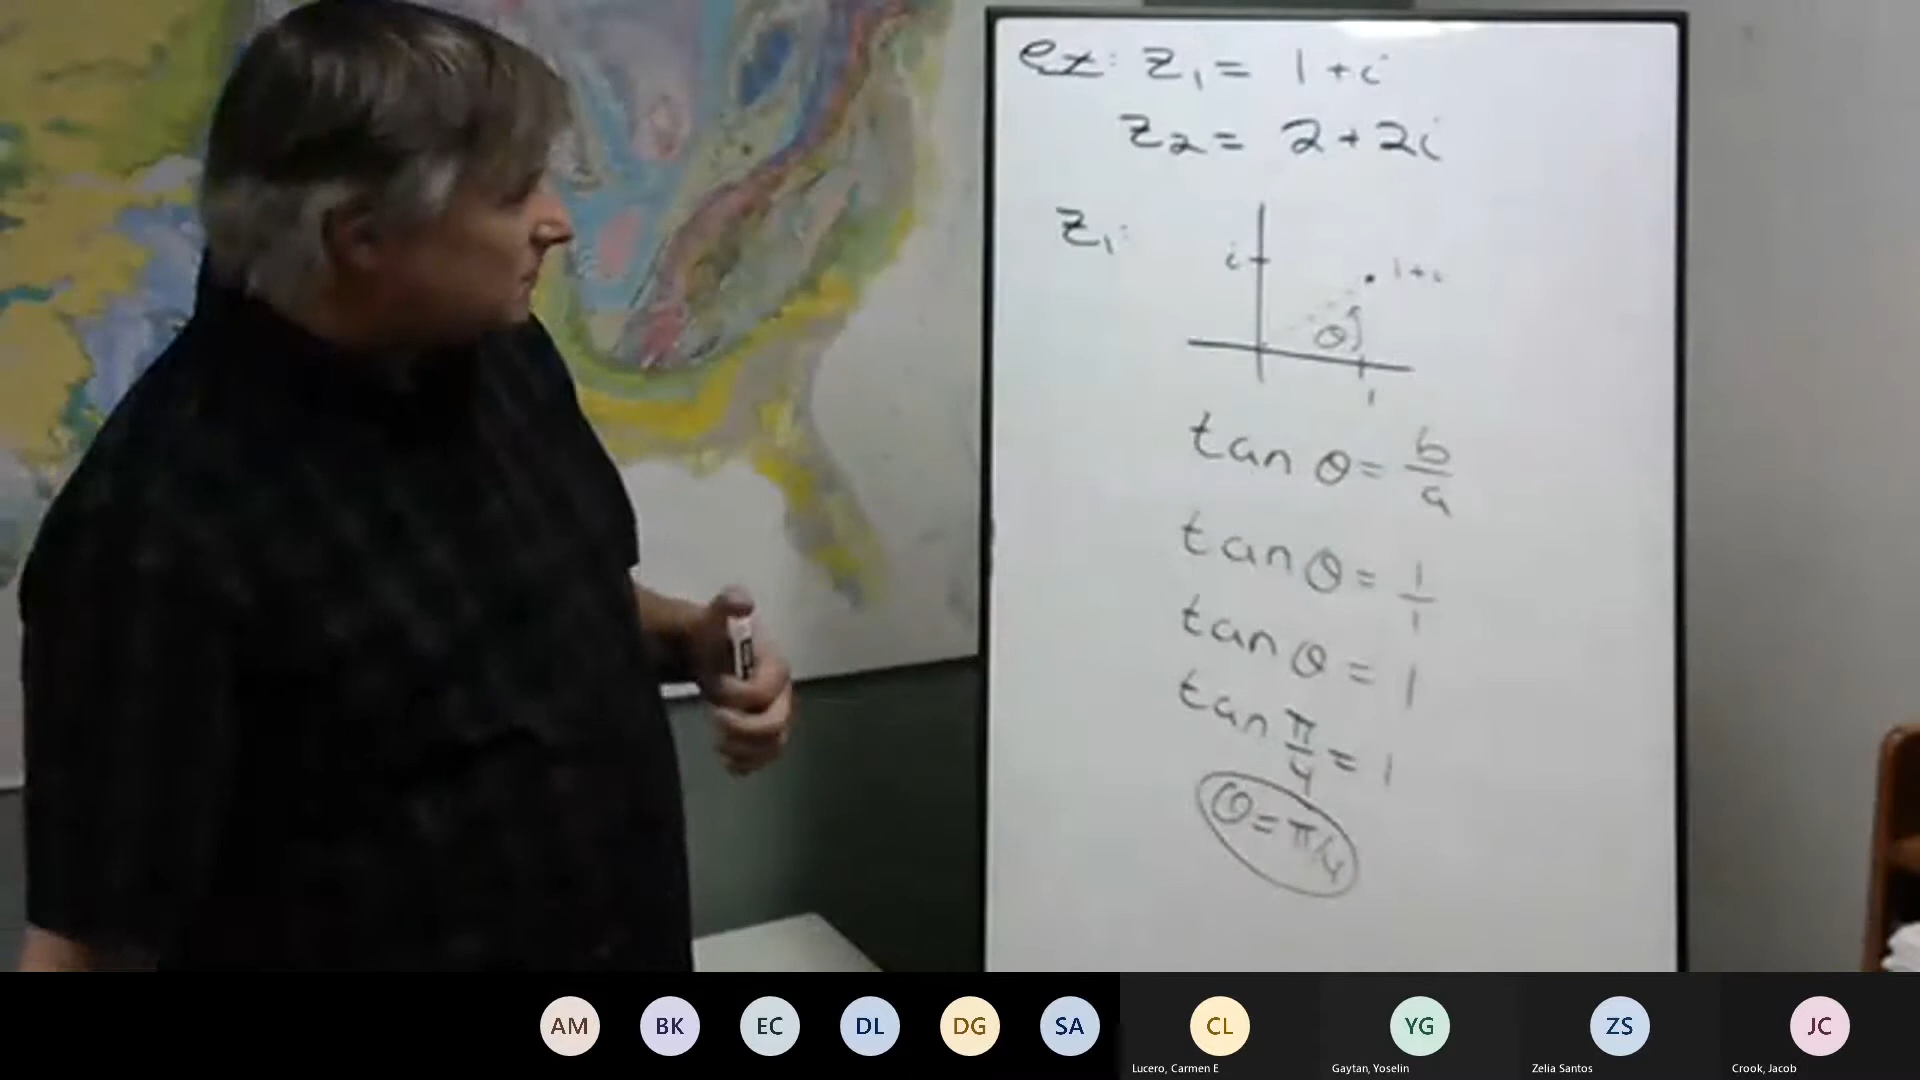 ex: z₁ = 1+i
z₂ = 2+2i
z₁:
i
1+i
θ
1
tan θ = b/a
tan θ = 1/1
tan θ = 1
tan π/4 = 1
θ = π/4
AM BK EC DL DG SA CL YG ZS JC
Lucero, Carmen E Gaytan, Yoselin Zelia Santos Crook, Jacob